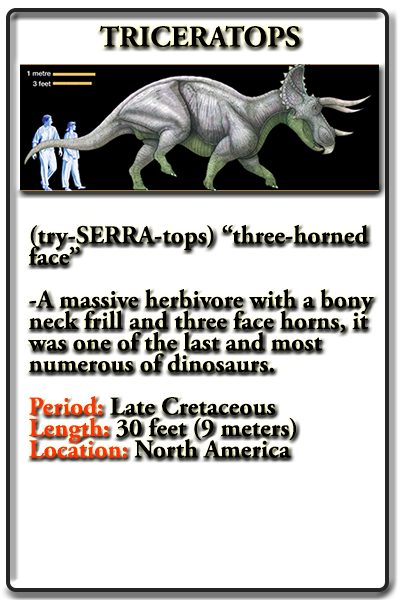 TRICERATOPS
1 metre
3 feet
(try-SERRA-tops) “three-horned
face”
-A massive herbivore with a bony
neck frill and three face horns, it
was one of the last and most
numerous of dinosaurs.
Period: Late Cretaceous
Length: 30 feet (9 meters)
Location: North America